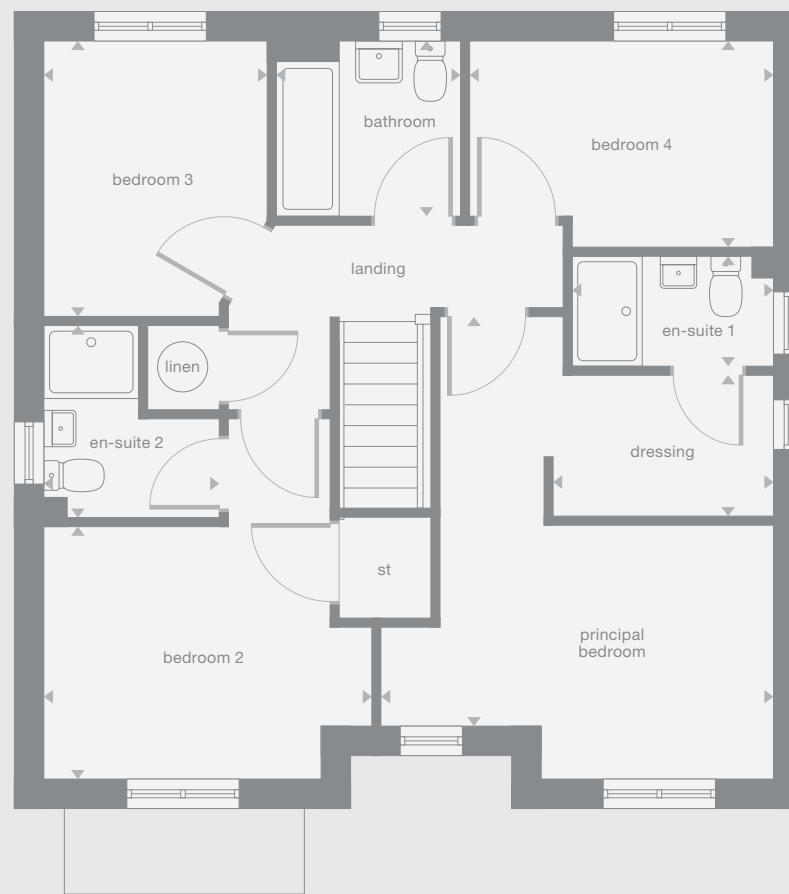 bathroom
bedroom 4
bedroom 3
landing
en-suite 1
linen
en-suite 2
dressing
st
principal
bedroom
bedroom 2